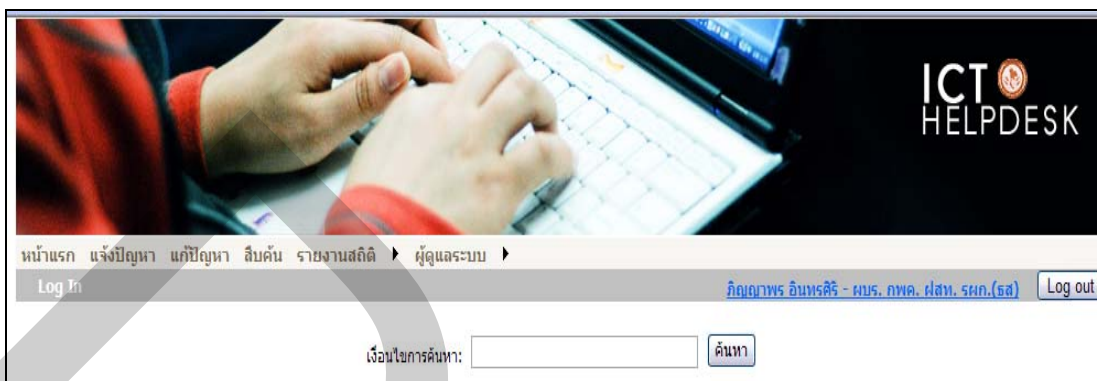 ICT
HELPDESK
หน้าแรก แจ้งปัญหา แก้ปัญหา สืบค้น รายงานสถิติ ผู้ดูแลระบบ
Log In
ภิญญาพร อินทรศิริ - ผบร. กพค. ฝสท. รผก.(ธส) Log out
เงื่อนไขการค้นหา: ค้นหา